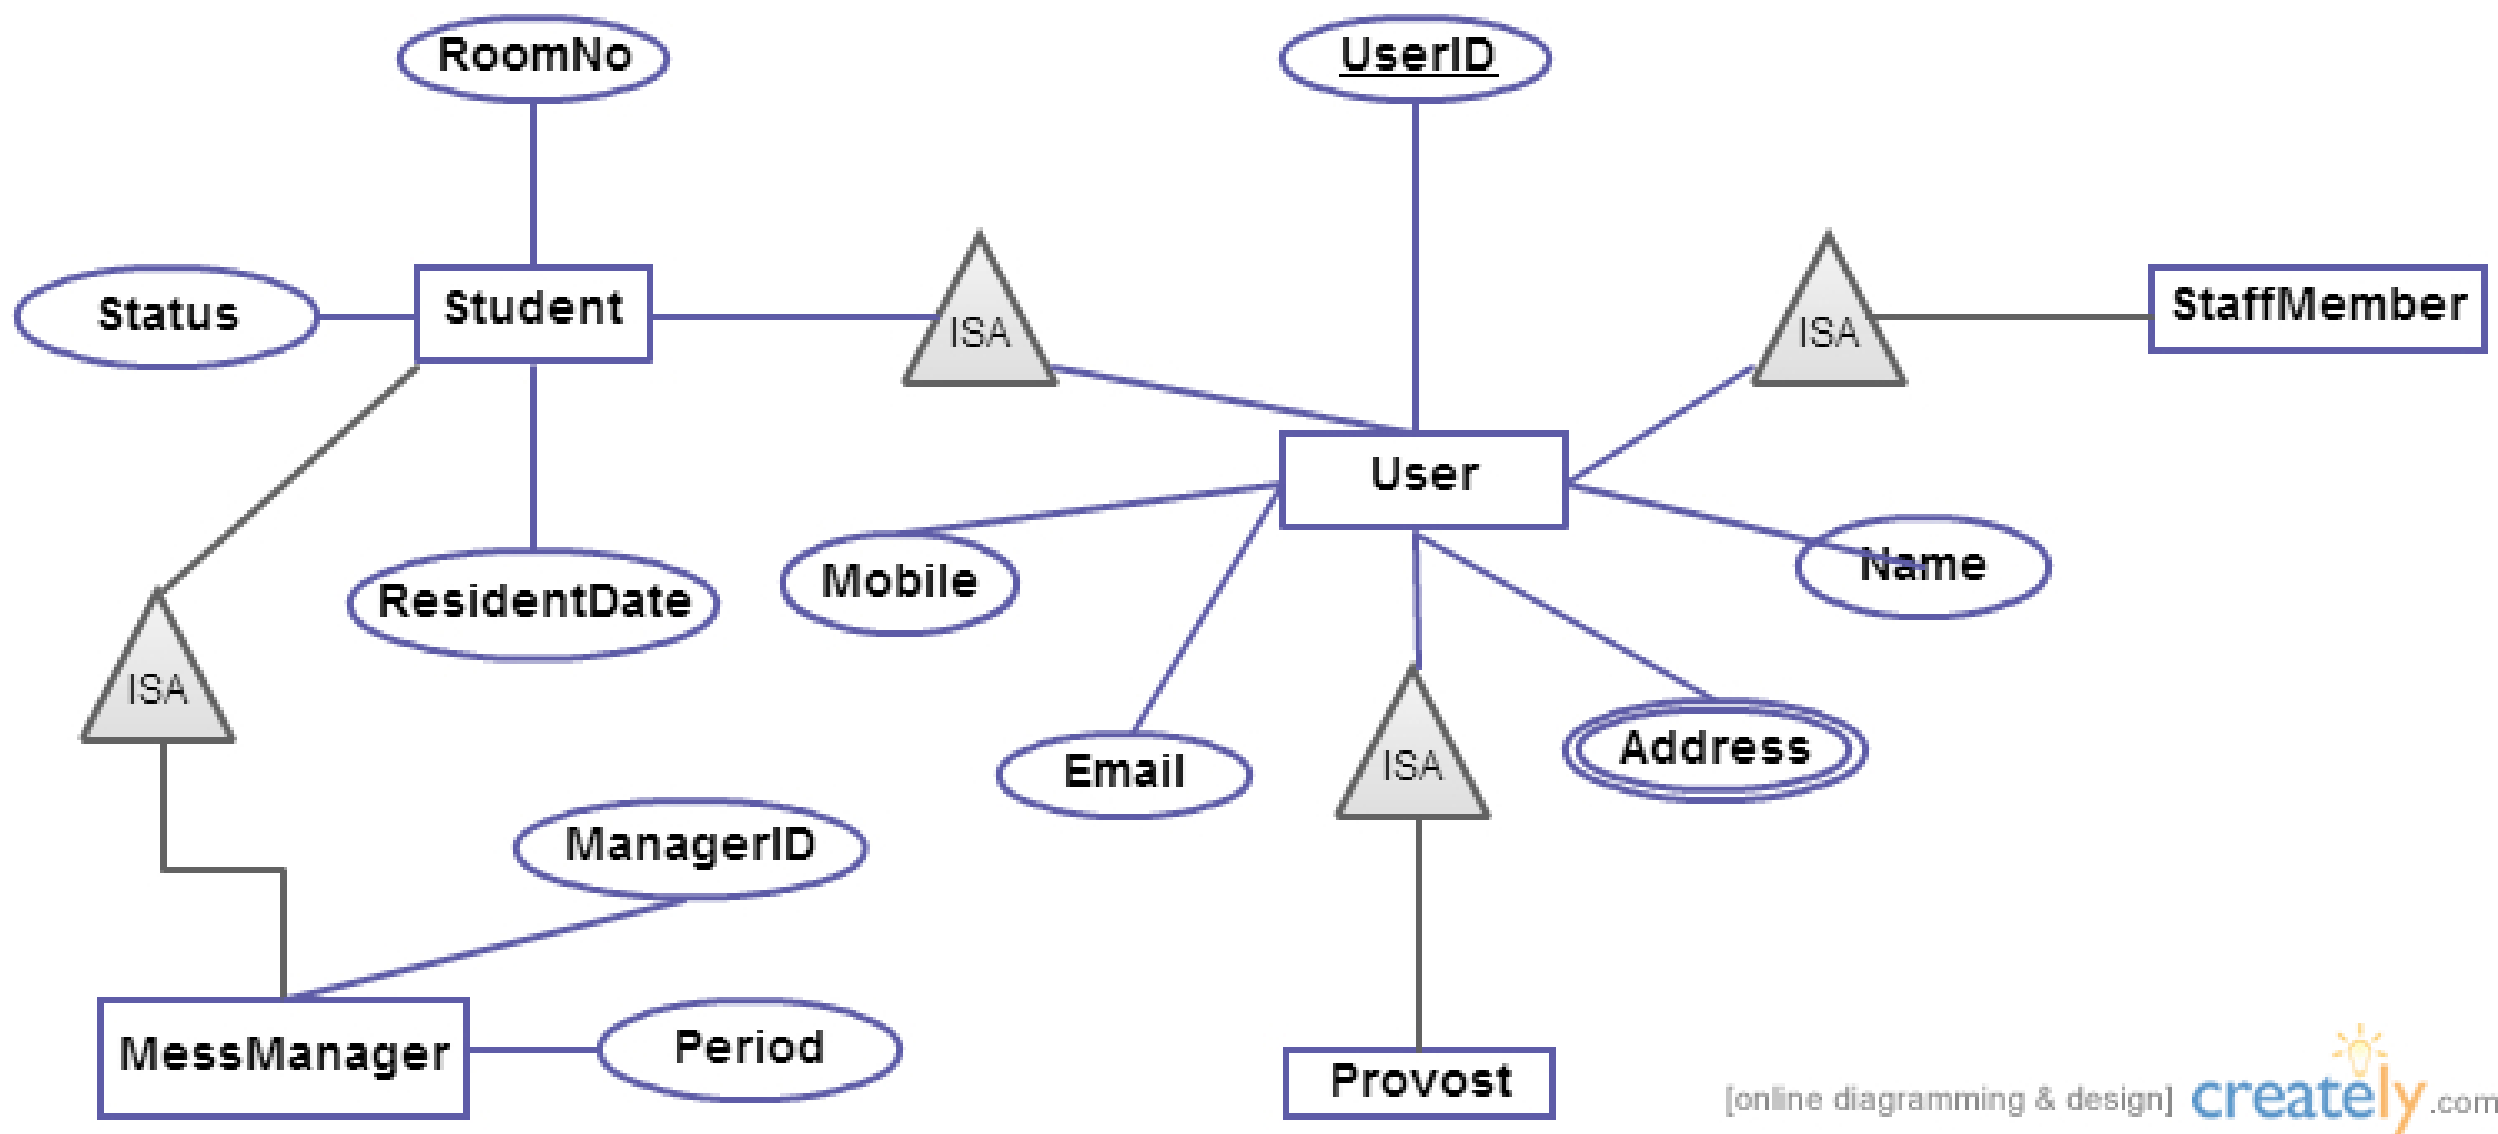 RoomNo
UserID
Status
Student
ISA
ISA
StaffMember
User
Mobile
Name
ResidentDate
ISA
Email
ISA
Address
ManagerID
MessManager
Period
Provost
[online diagramming & design] creately.com